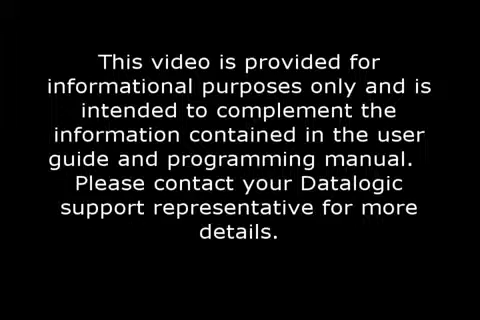 This video is provided for
informational purposes only and is
intended to complement the
information contained in the user
guide and programming manual.
Please contact your Datalogic
support representative for more
details.